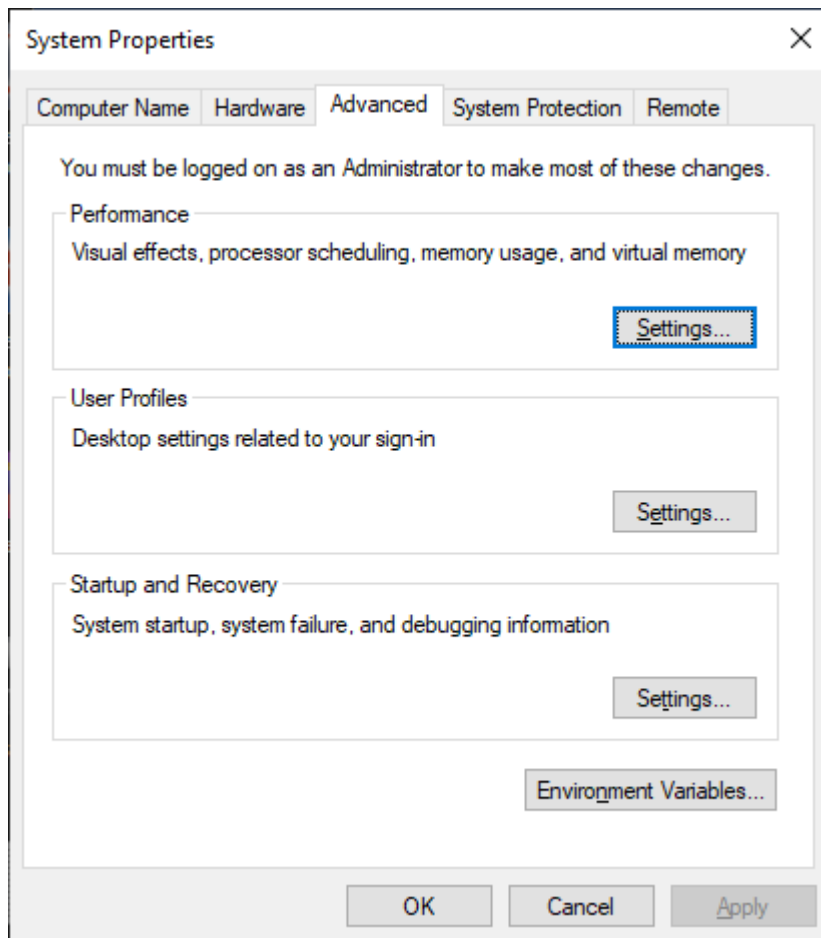 System Properties
Computer Name Hardware Advanced System Protection Remote
You must be logged on as an Administrator to make most of these changes.
Performance
Visual effects, processor scheduling, memory usage, and virtual memory
Settings...
User Profiles
Desktop settings related to your sign-in
Settings...
Startup and Recovery
System startup, system failure, and debugging information
Settings...
Environment Variables...
OK Cancel Apply